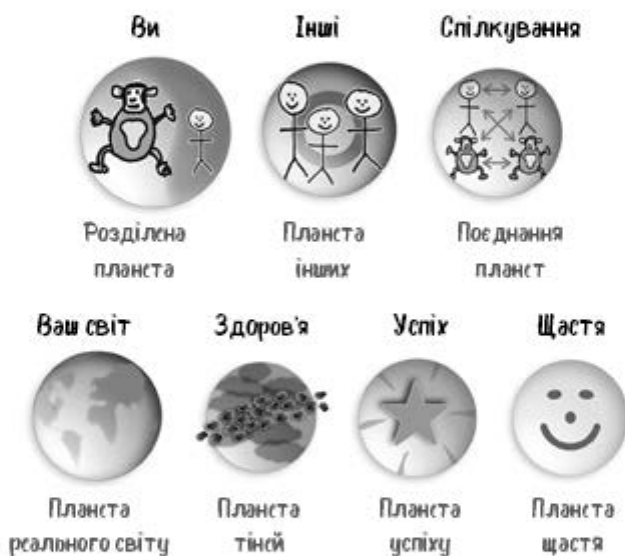 Ви
Інші
Спілкування
Розділена
планета
Планета
інших
Поєднання
планет
Ваш світ
Здоров'я
Успіх
Щастя
Планета
реального світу
Планета
тіней
Планета
успіху
Планета
щастя